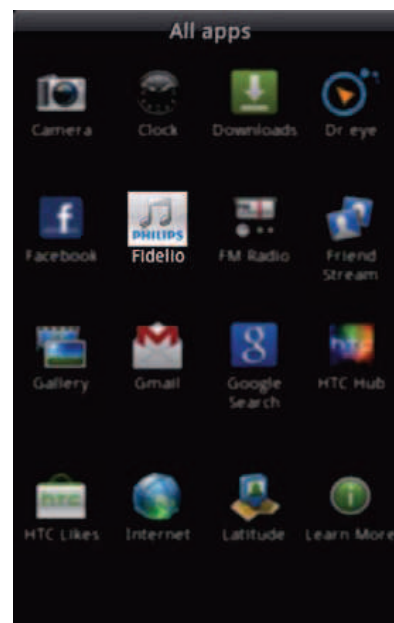 All apps
Camera Clock Downloads Dr eye
PHILIPS
Facebook Fidelio FM Radio Friend Stream
Gallery Gmail Google Search HTC Hub
hTC
HTC Likes Internet Latitude Learn More